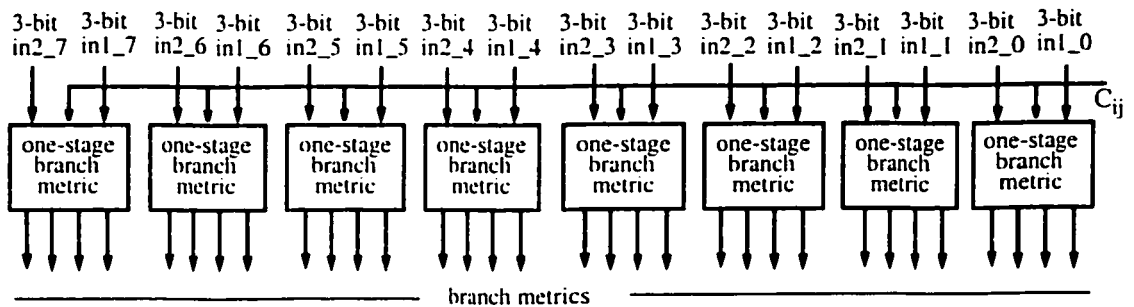 3-bit 3-bit 3-bit 3-bit 3-bit 3-bit 3-bit 3-bit 3-bit 3-bit 3-bit 3-bit 3-bit 3-bit 3-bit 3-bit
in2_7 in1_7 in2_6 in1_6 in2_5 in1_5 in2_4 in1_4 in2_3 in1_3 in2_2 in1_2 in2_1 in1_1 in2_0 in1_0
Cij
one-stage one-stage one-stage one-stage one-stage one-stage one-stage one-stage
branch branch branch branch branch branch branch branch
metric metric metric metric metric metric metric metric
branch metrics